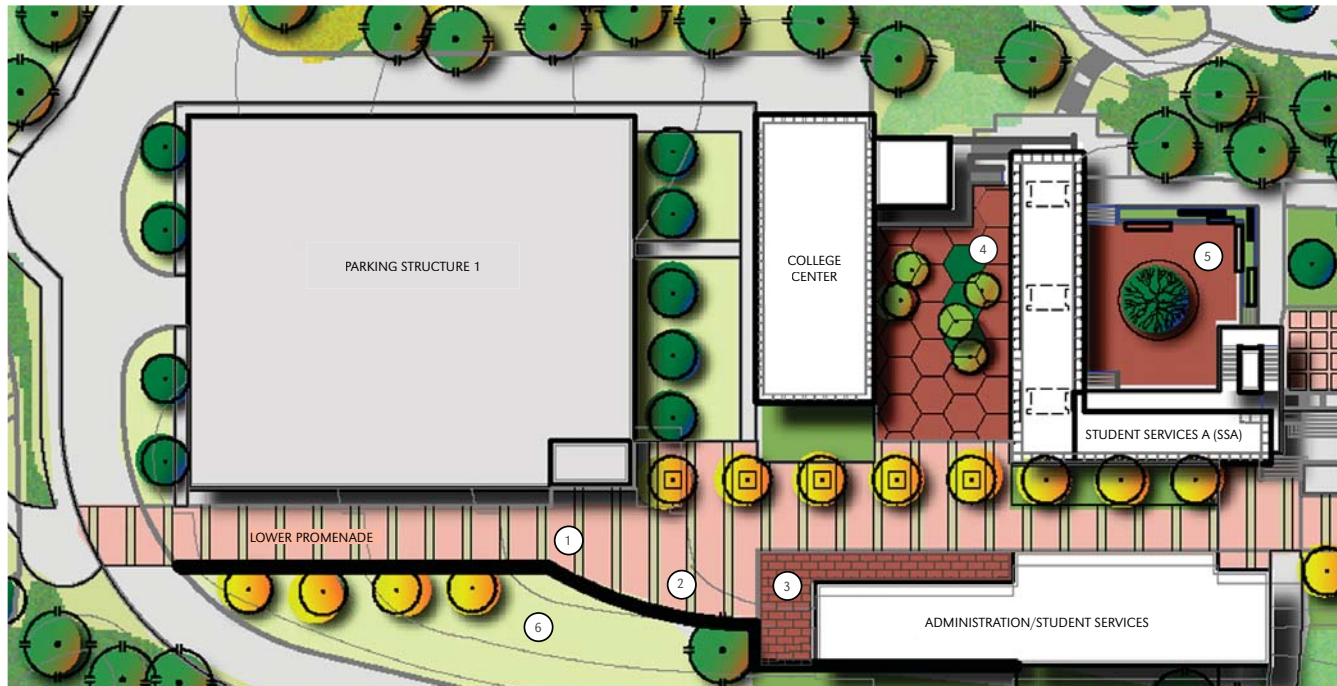 PARKING STRUCTURE 1
COLLEGE
CENTER
4
5
STUDENT SERVICES A (SSA)
LOWER PROMENADE
1
2
3
6
ADMINISTRATION/STUDENT SERVICES